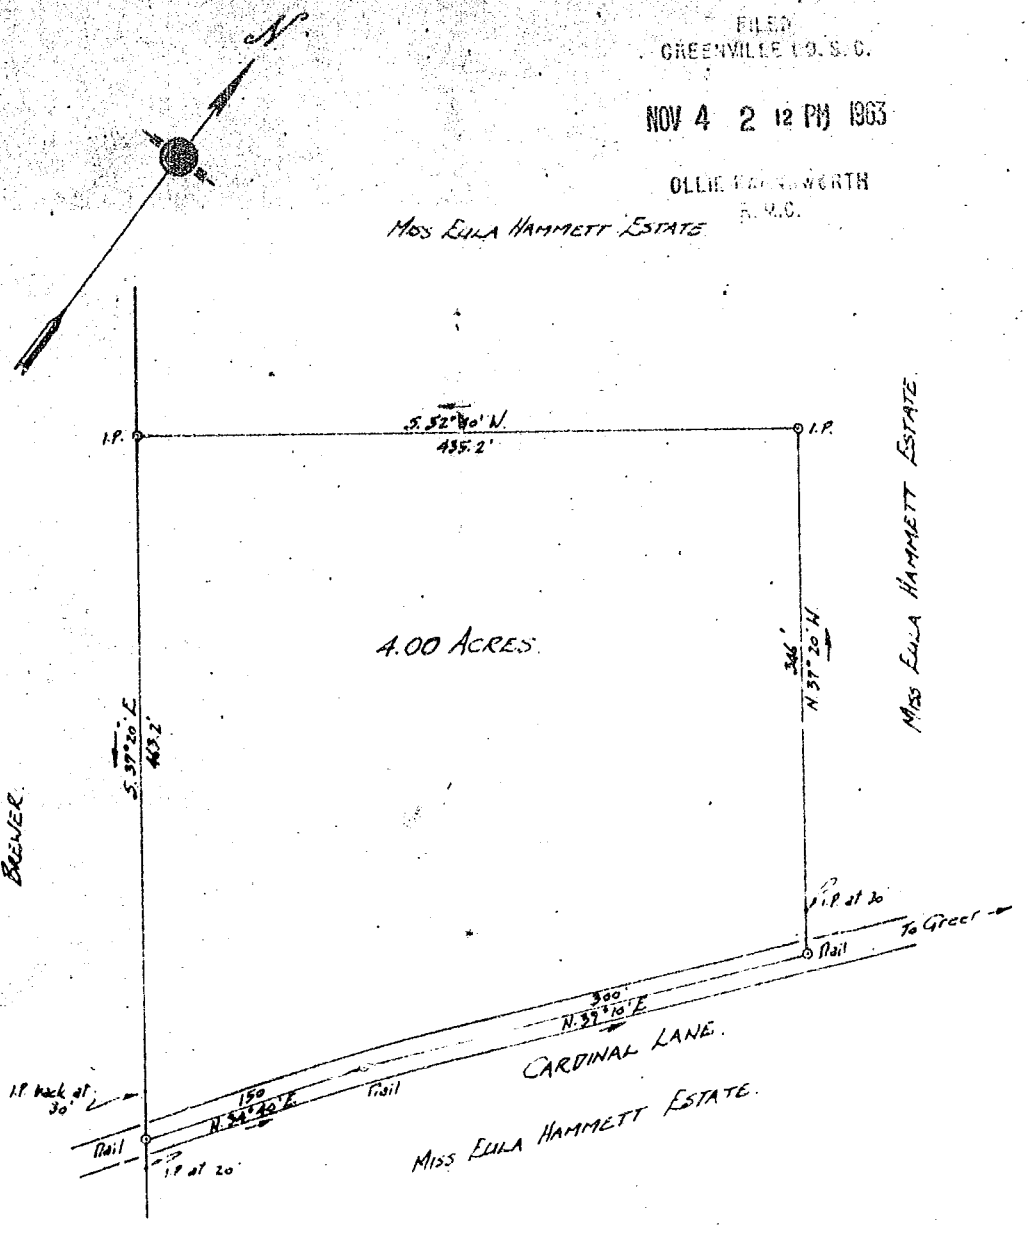 N.
FILED
GREENVILLE CO. S. C.
NOV 4 2 12 PM 1963
OLLIE FARNSWORTH
R. M. C.
MISS EULA HAMMETT ESTATE
I.P.
S. 52° 40' W.
435.2'
I.P.
MISS EULA HAMMETT ESTATE.
4.00 ACRES.
346'
N. 37° 20' W.
S. 37° 20' E
463.2'
BREWER.
I.P. at 20'
To Greer
Nail
300'
N. 39° 10' E
CARDINAL LANE.
I.P. back at
30'
150
N. 34° 40' E.
Nail
Nail
I.P. at 20'
MISS EULA HAMMETT ESTATE.